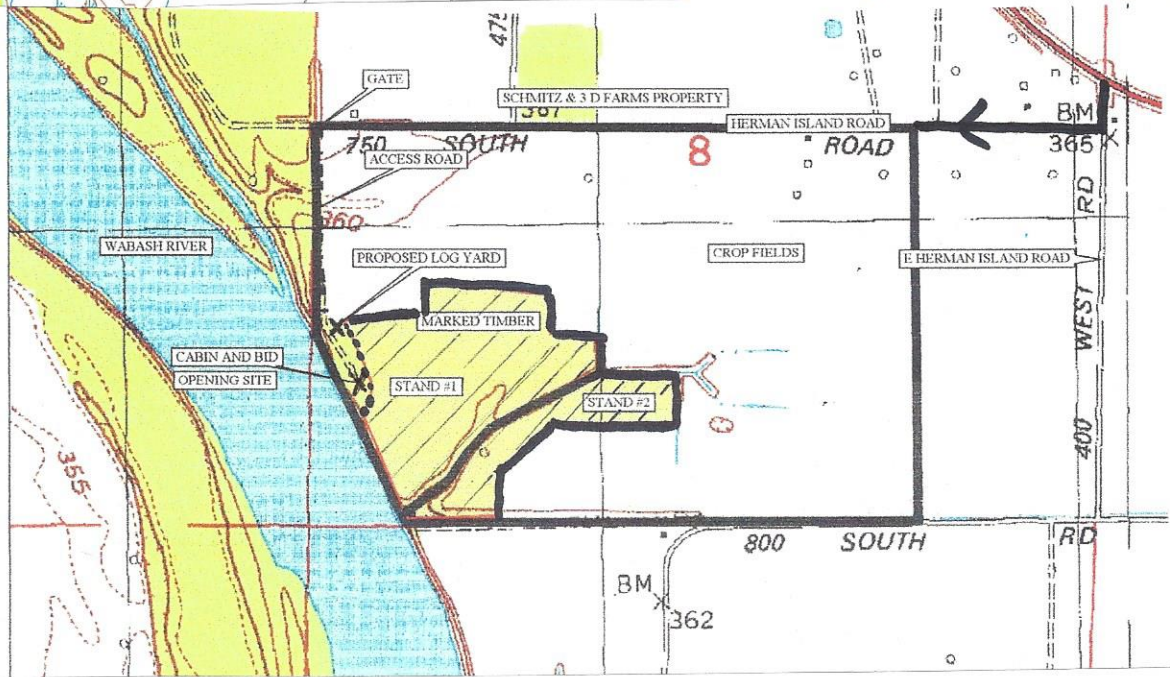 475
GATE
SCHMITZ & 3 D FARMS PROPERTY
367
HERMAN ISLAND ROAD
BM
365
750 SOUTH ROAD
8
ACCESS ROAD
360
RD
WABASH RIVER
PROPOSED LOG YARD
CROP FIELDS
E HERMAN ISLAND ROAD
WEST
MARKED TIMBER
CABIN AND BID
OPENING SITE
STAND #1
STAND #2
400
355
800 SOUTH RD
BM
362